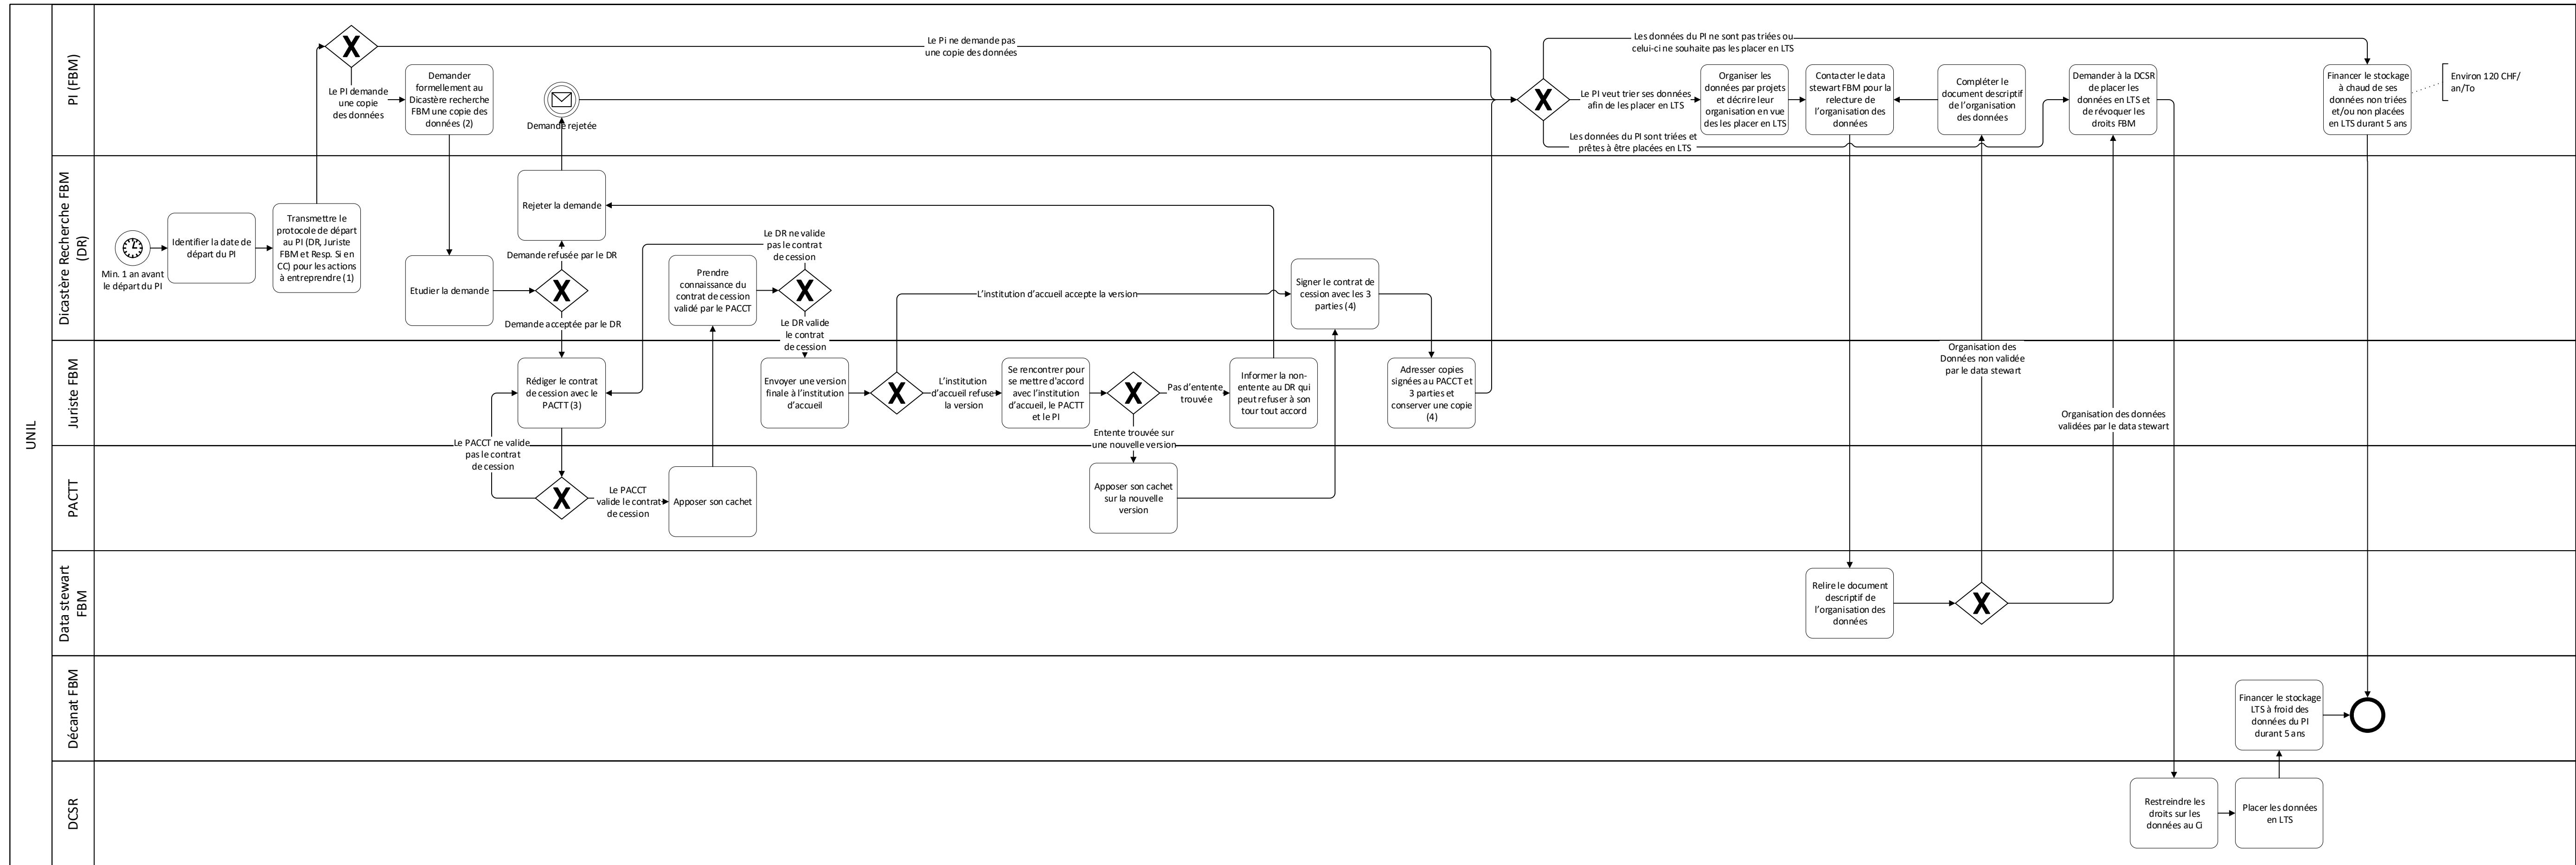 UNIL
PI (FBM)
Le PI demande
une copie
des données
Demander
formellement au
Dicastère recherche
FBM une copie des
données (2)
Demande rejetée
Le Pi ne demande pas
une copie des données
Les données du PI ne sont pas triées ou
celui-ci ne souhaite pas les placer en LTS
Le PI veut trier ses données
afin de les placer en LTS
Les données du PI sont triées et
prêtes à être placées en LTS
Organiser les
données par projets
et décrire leur
organisation en vue
des les placer en LTS
Contacter le data
stewart FBM pour la
relecture de
l'organisation des
données
Compléter le
document descriptif
de l'organisation
des données
Demander à la DCSR
de placer les
données en LTS et
de révoquer les
droits FBM
Financer le stockage
à chaud de ses
données non triées
et/ou non placées
en LTS durant 5 ans
Environ 120 CHF/
an/To
Dicastère Recherche FBM
(DR)
Min. 1 an avant
le départ du PI
Identifier la date de
départ du PI
Transmettre le
protocole de départ
au PI (DR, Juriste
FBM et Resp. Si en
CC) pour les actions
à entreprendre (1)
Etudier la demande
Rejeter la demande
Demande refusée par le DR
Demande acceptée par le DR
Prendre
connaissance du
contrat de cession
validé par le PACCT
Le DR ne valide
pas le contrat
de cession
Le DR valide
le contrat
de cession
L'institution d'accueil accepte la version
Signer le contrat de
cession avec les 3
parties (4)
Juriste FBM
Rédiger le contrat
de cession avec le
PACTT (3)
Envoyer une version
finale à l'institution
d'accueil
L'institution
d'accueil refuse
la version
Se rencontrer pour
se mettre d'accord
avec l'institution
d'accueil, le PACTT
et le PI
Pas d'entente
trouvée
Entente trouvée sur
une nouvelle version
Informer la non-
entente au DR qui
peut refuser à son
tour tout accord
Adresser copies
signées au PACCT et
3 parties et
conserver une copie
(4)
Organisation des
Données non validée
par le data stewart
Organisation des données
validées par le data stewart
PACTT
Le PACCT ne valide
pas le contrat
de cession
Le PACCT
valide le contrat
de cession
Apposer son cachet
Apposer son cachet
sur la nouvelle
version
Data stewart
FBM
Relire le document
descriptif de
l'organisation des
données
Décanat FBM
Financer le stockage
LTS à froid des
données du PI
durant 5 ans
DCSR
Restreindre les
droits sur les
données au Ci
Placer les données
en LTS